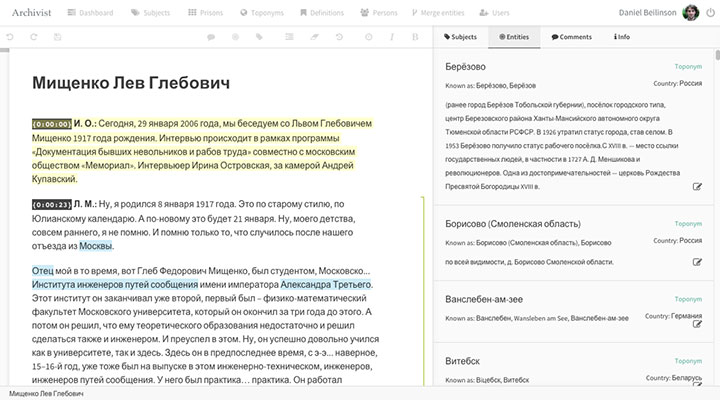 Archivist Dashboard Subjects Prisons Toponyms Definitions Persons Merge entities Users Daniel Beilinson
I B
Мищенко Лев Глебович
{0:00:00} И. О.: Сегодня, 29 января 2006 года, мы беседуем со Львом Глебовичем
Мищенко 1917 года рождения. Интервью происходит в рамках программы
«Документация бывших невольников и рабов труда» совместно с московским
обществом «Мемориал». Интервьюер Ирина Островская, за камерой Андрей
Купавский.
{0:00:23} Л. М.: Ну, я родился 8 января 1917 года. Это по старому стилю, по
Юлианскому календарю. А по-новому это будет 21 января. Ну, моего детства,
совсем раннего, я не помню. И помню только то, что случилось после нашего
отъезда из Москвы.
Отец мой в то время, вот Глеб Федорович Мищенко, был студентом, Московско...
Института инженеров путей сообщения имени императора Александра Третьего.
Этот институт он заканчивал уже второй, первый был – физико-математический
факультет Московского университета, который он окончил за три года до этого. А
потом он решил, что ему теоретического образования недостаточно и решил
сделаться также и инженером. И преуспел в этом. Ну, он успешно довольно учился
как в университете, так и здесь. Здесь он в предпоследнее время, с э-э... наверное,
15–16-й год, уже тоже был на выпуске в этом инженерно-техническом, инженеров,
инженеров путей сообщения. У него был практика… практика. Он работал
Subjects Entities Comments Info
Берёзово Toponym
Known as: Берёзово, Берёзов Country: Россия
(ранее город Берёзов Тобольской губернии), посёлок городского типа,
центр Березовского района Ханты-Мансийского автономного округа
Тюменской области РСФСР. В 1926 утратил статус города, став селом. В
1953 Берёзово получило статус рабочего посёлка.С XVIII в. — место ссылки
государственных людей, в частности в 1727 А. Д. Меншикова и
революционеров. Одна из достопримечательностей — церковь Рождества
Пресвятой Богородицы XVIII в.
Борисово (Смоленская область) Toponym
Known as: Борисово (Смоленская область), Борисово Country: Россия
по всей видимости, д. Борисово Смоленской области.
Ванслебен-ам-зее Toponym
Known as: Ванслебен, Wansleben am See, Ванслебен-ам-зее Country: Германия
Витебск Toponym
Known as: Віцебск, Витебск Country: Беларусь
Мищенко Лев Глебович